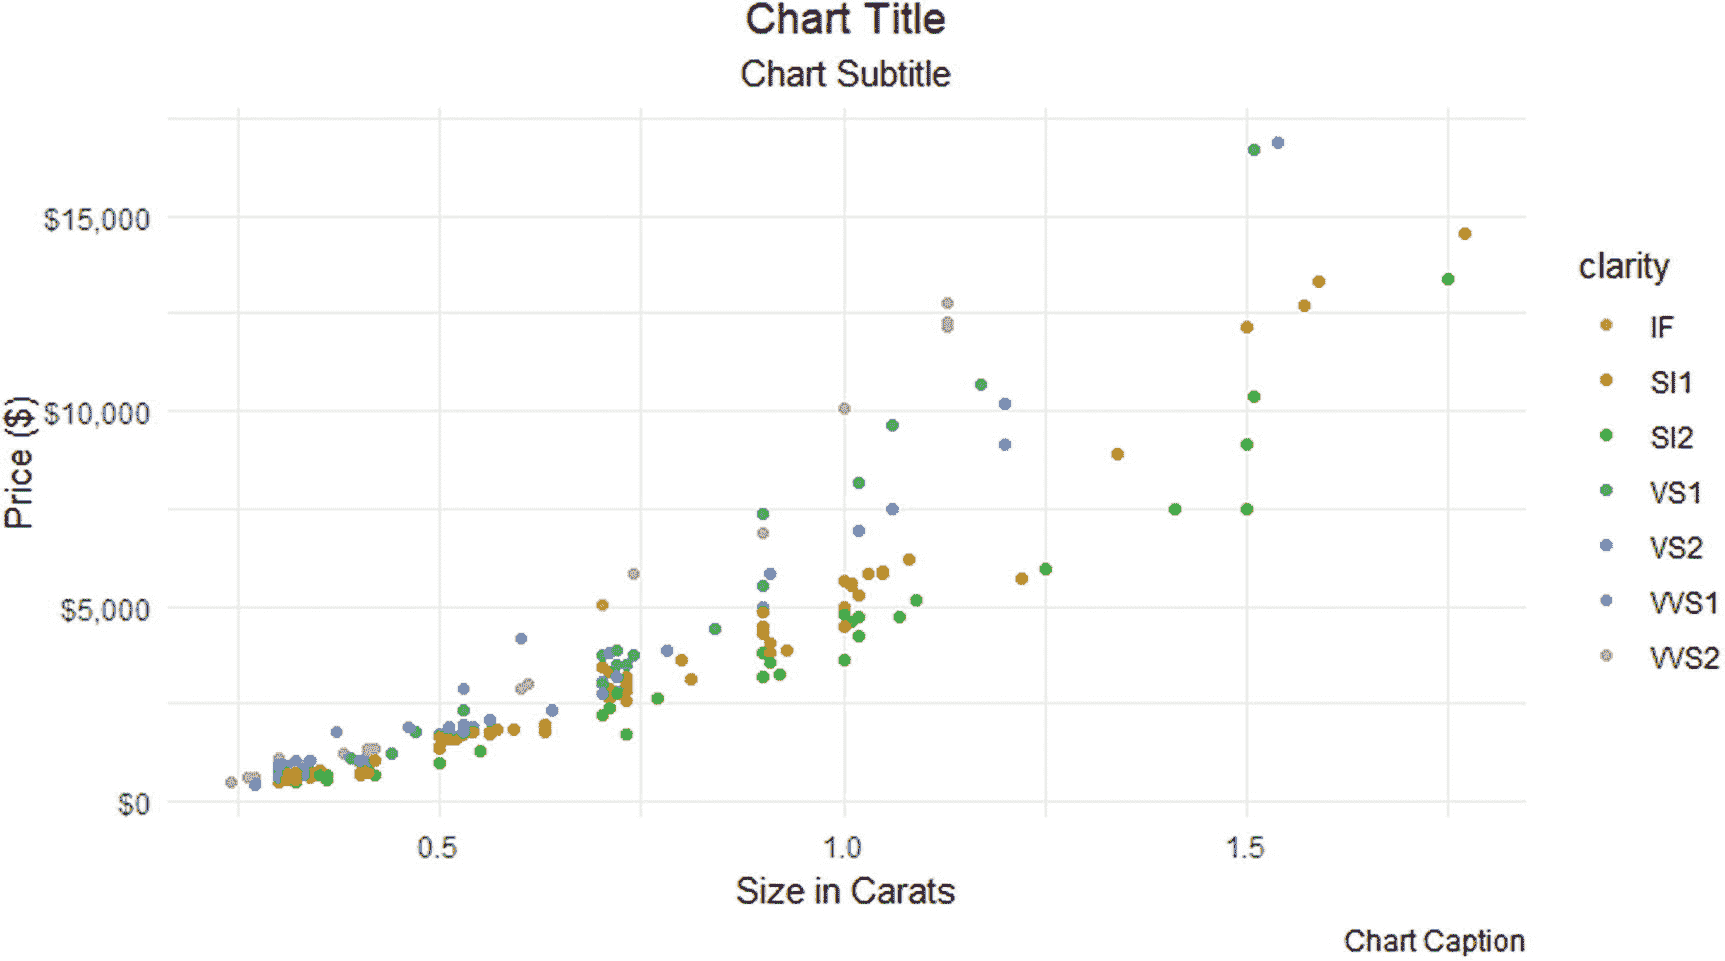 Chart Title
Chart Subtitle
Price ($)
$15,000
$10,000
$5,000
$0
0.5
1.0
1.5
Size in Carats
clarity
IF
SI1
SI2
VS1
VS2
VVS1
VVS2
Chart Caption